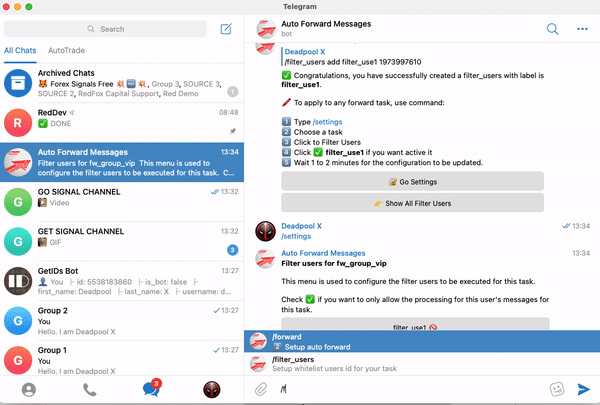 Telegram
Search
All Chats
AutoTrade
Archived Chats
🦊 Forex Signals Free 💥🆓💥, Group 3, SOURCE 3,
SOURCE 2, RedFox Capital Support, Red Demo
1
R
RedDev
08:48
✅ DONE
Auto Forward Messages
13:34
Filter users for fw_group_vip This menu is used to
configure the filter users to be executed for this task. C...
G
GO SIGNAL CHANNEL
13:32
Video
G
GET SIGNAL CHANNEL
13:32
GIF
3
GetIDs Bot
13:27
👤 You ├ id: 5538183860 ├ is_bot: false ├
first_name: Deadpool ├ last_name: X ├ username: d...
G
Group 2
13:27
You
Hello. I am Deadpool X
G
Group 1
13:27
You
Hello. I am Deadpool X
3
Auto Forward Messages
bot
Deadpool X
/filter_users add filter_use1 1973997610
✅ Congratulations, you have successfully created a filter_users with label is
filter_use1.
🖍 To apply to any forward task, use command:
1️⃣ Type /settings
2️⃣ Choose a task
3️⃣ Click to Filter Users
4️⃣ Click ✅ filter_use1 if you want active it
5️⃣ Wait 1 to 2 minutes for the configuration to be updated.
Go Settings
👉 Show All Filter Users
Deadpool X
13:34
/settings
Auto Forward Messages
13:34
Filter users for fw_group_vip
This menu is used to configure the filter users to be executed for this task.
Check ✅ if you want to only allow the processing for this user's messages for
this task.
filter_use1 🚫
/forward
2️⃣ Setup auto forward
/filter_users
Setup whitelist users id for your task
/f